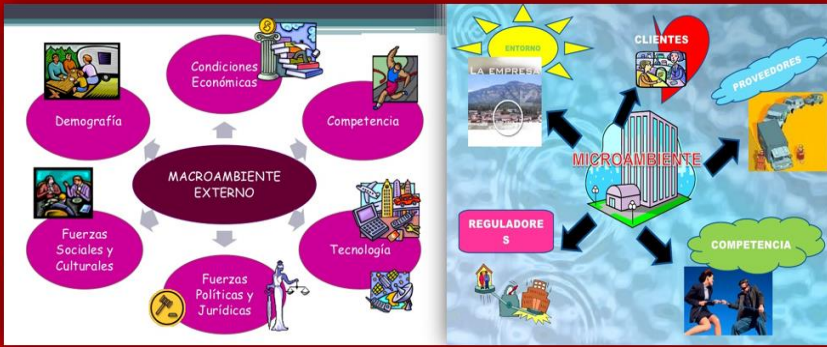 Condiciones
Económicas
Demografía
Competencia
MACROAMBIENTE
EXTERNO
Fuerzas
Sociales y
Culturales
Tecnología
Fuerzas
Políticas y
Jurídicas
ENTORNO
LA EMPRESA
CLIENTES
PROVEEDORES
MICROAMBIENTE
REGULADORE
S
COMPETENCIA